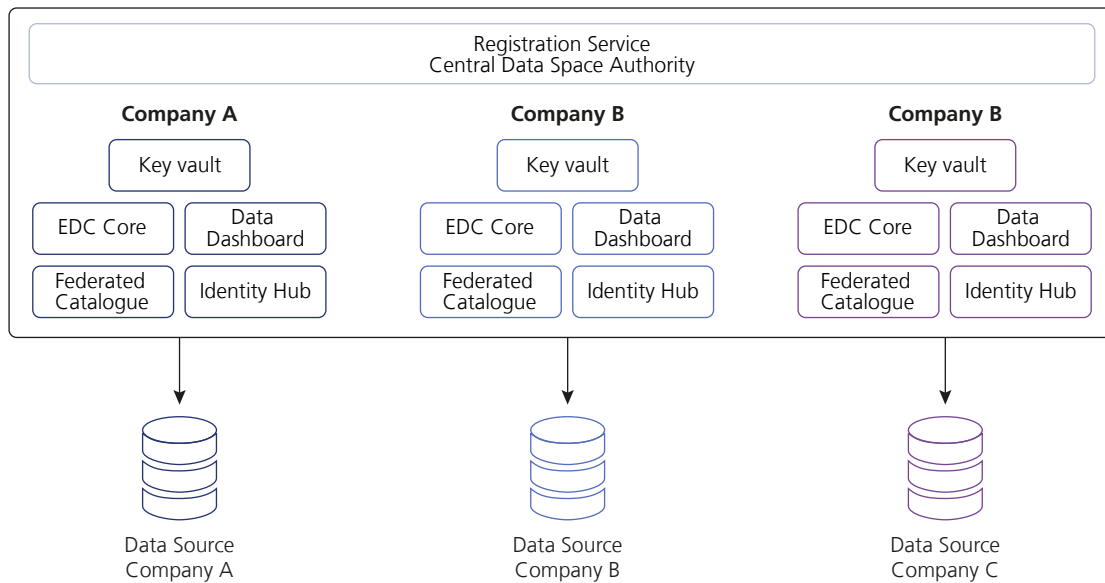 Registration Service
Central Data Space Authority
Company A
Company B
Company B
Key vault
Key vault
Key vault
EDC Core
Data
Dashboard
EDC Core
Data
Dashboard
EDC Core
Data
Dashboard
Federated
Catalogue
Identity Hub
Federated
Catalogue
Identity Hub
Federated
Catalogue
Identity Hub
Data Source
Company A
Data Source
Company B
Data Source
Company C